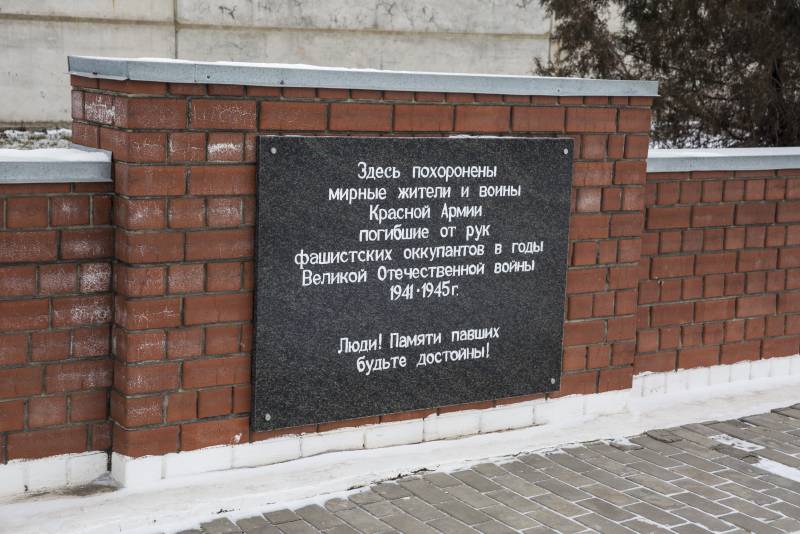 Здесь похоронены
мирные жители и воины
Красной Армии
погибшие от рук
фашистских оккупантов в годы
Великой Отечественной войны
1941-1945г.
Люди! Памяти павших
будьте достойны!